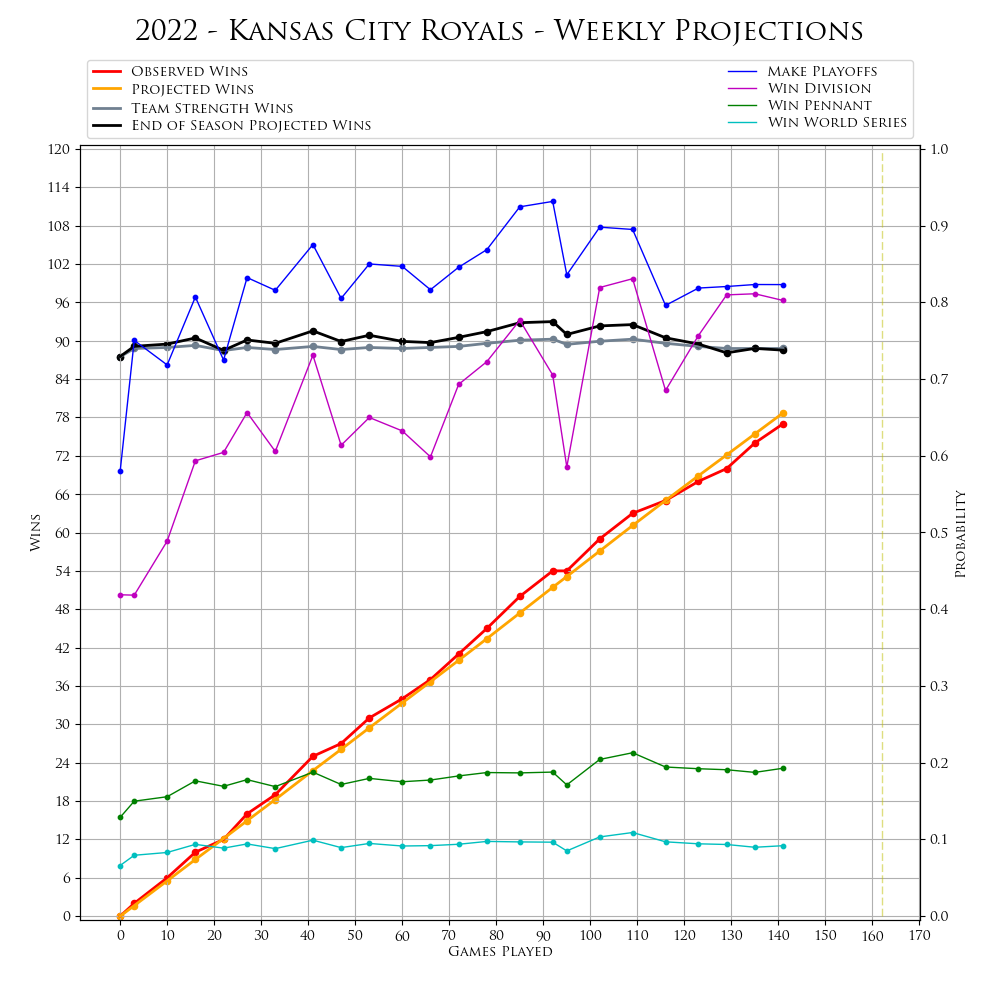 2022 - Kansas City Royals - Weekly Projections
Observed Wins
Projected Wins
Team Strength Wins
End of Season Projected Wins
Make Playoffs
Win Division
Win Pennant
Win World Series
120
114
108
102
96
90
84
78
72
66
60
54
48
42
36
30
24
18
12
6
0
Wins
1.0
0.9
0.8
0.7
0.6
0.5
0.4
0.3
0.2
0.1
0.0
Probability
0 10 20 30 40 50 60 70 80 90 100 110 120 130 140 150 160 170
Games Played